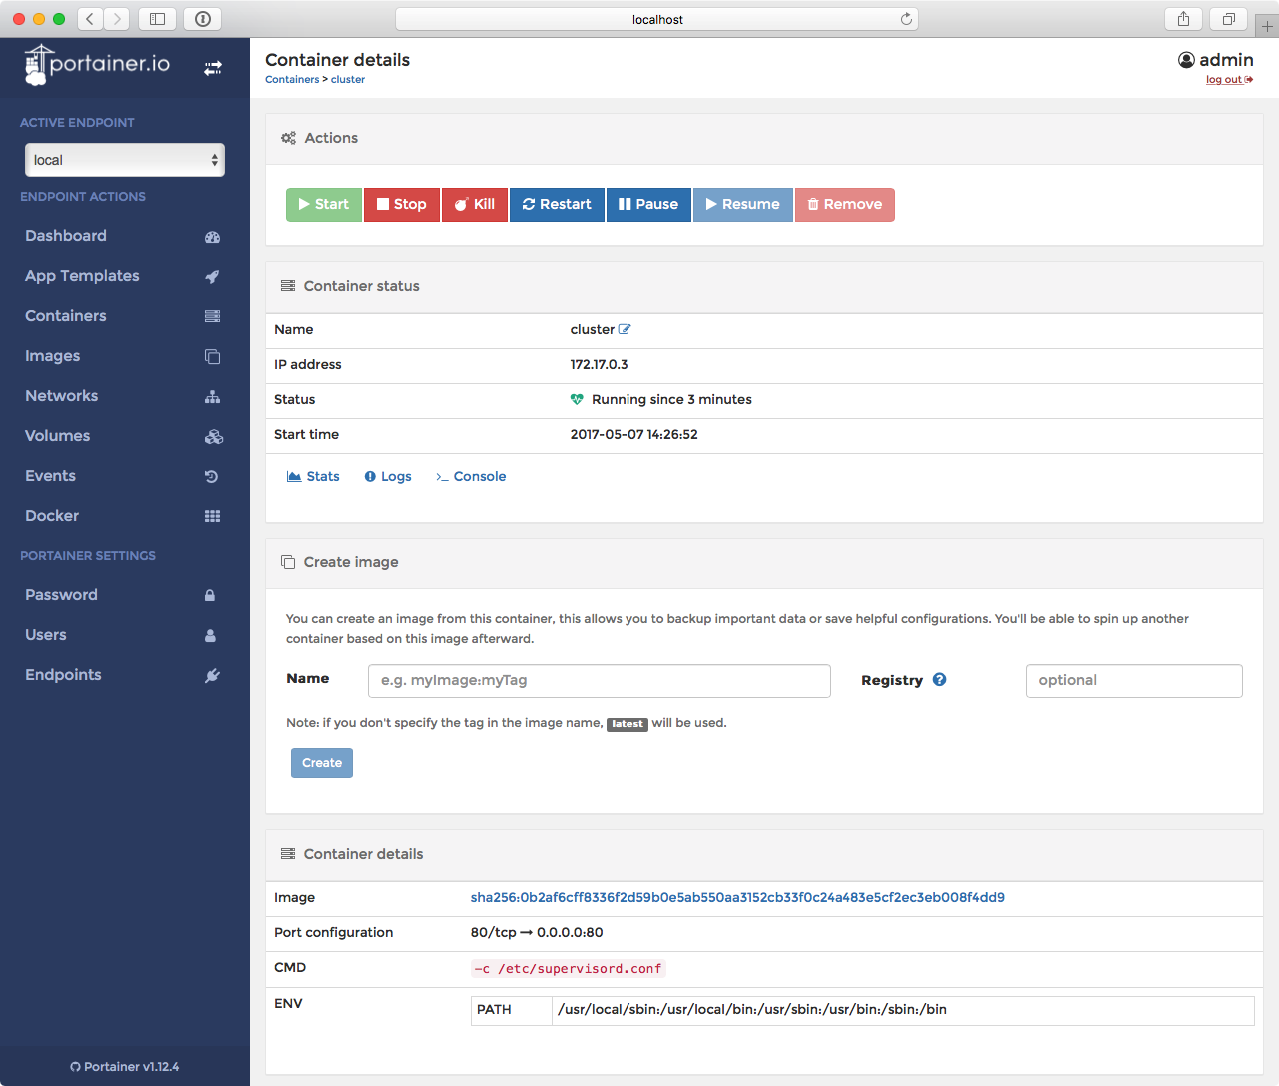 localhost
portainer.io
ACTIVE ENDPOINT
local
ENDPOINT ACTIONS
Dashboard
App Templates
Containers
Images
Networks
Volumes
Events
Docker
PORTAINER SETTINGS
Password
Users
Endpoints
Portainer v1.12.4
Container details
Containers > cluster
admin
log out
Actions
Start Stop Kill Restart Pause Resume Remove
Container status
Name cluster
IP address 172.17.0.3
Status Running since 3 minutes
Start time 2017-05-07 14:26:52
Stats Logs >_ Console
Create image
You can create an image from this container, this allows you to backup important data or save helpful configurations. You'll be able to spin up another
container based on this image afterward.
Name e.g. myImage:myTag Registry ? optional
Note: if you don't specify the tag in the image name, latest will be used.
Create
Container details
Image sha256:0b2af6cff8336f2d59b0e5ab550aa3152cb33f0c24a483e5cf2ec3eb008f4dd9
Port configuration 80/tcp → 0.0.0.0:80
CMD -c /etc/supervisord.conf
ENV PATH /usr/local/sbin:/usr/local/bin:/usr/sbin:/usr/bin:/sbin:/bin